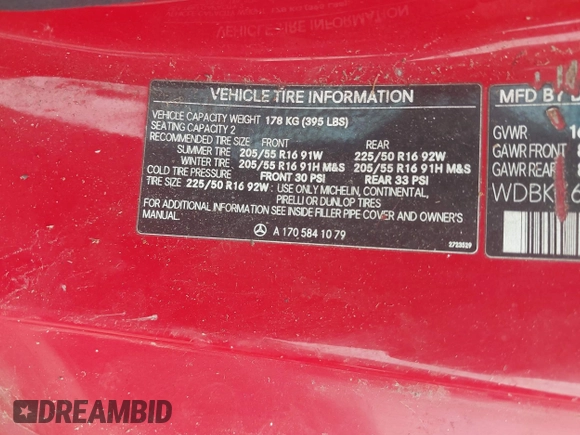 VEHICLE TIRE INFORMATION
VEHICLE CAPACITY WEIGHT 178 KG (395 LBS)
SEATING CAPACITY 2
RECOMMENDED TIRE SIZE: FRONT REAR
SUMMER TIRE 205/55 R16 91W 225/50 R16 92W
WINTER TIRE 205/55 R16 91H M&S 205/55 R16 91H M&S
COLD TIRE PRESSURE FRONT 30 PSI REAR 33 PSI
TIRE SIZE 225/50 R16 92W: USE ONLY MICHELIN, CONTINENTAL,
PIRELLI OR DUNLOP TIRES
FOR ADDITIONAL INFORMATION SEE INSIDE FILLER PIPE COVER AND OWNER'S
MANUAL.
A 170 584 10 79
2723529
MFD BY
GVWR
GAWR FRONT
GAWR REAR
WDBK
DREAMBID